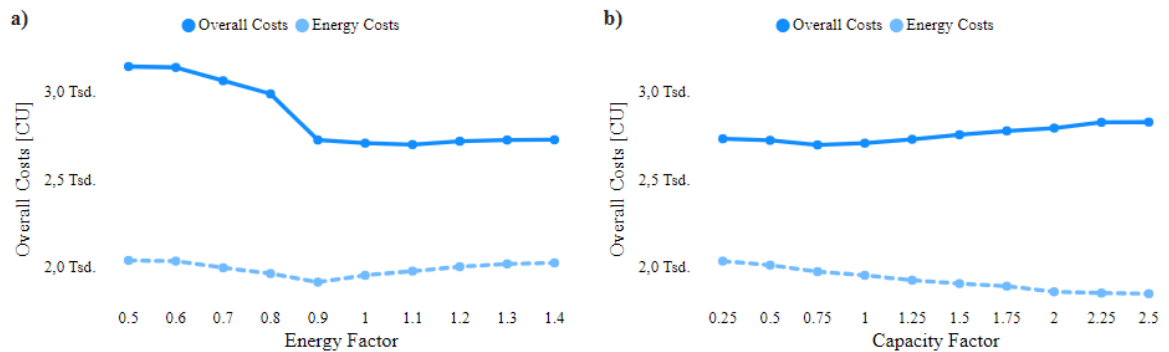 a)
Overall Costs Energy Costs
Overall Costs [CU]
3,0 Tsd.
2,5 Tsd.
2,0 Tsd.
0.5 0.6 0.7 0.8 0.9 1 1.1 1.2 1.3 1.4
Energy Factor
b)
Overall Costs Energy Costs
Overall Costs [CU]
3,0 Tsd.
2,5 Tsd.
2,0 Tsd.
0.25 0.5 0.75 1 1.25 1.5 1.75 2 2.25 2.5
Capacity Factor